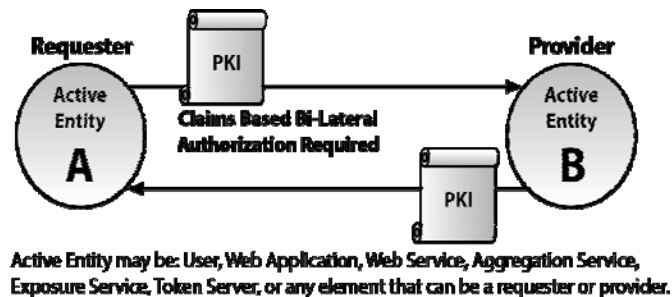 Requester
Provider
PKI
Active
Entity
A
Active
Entity
B
Claims Based Bi-Lateral
Authorization Required
PKI
Active Entity may be: User, Web Application, Web Service, Aggregation Service,
Exposure Service, Token Server, or any element that can be a requester or provider.